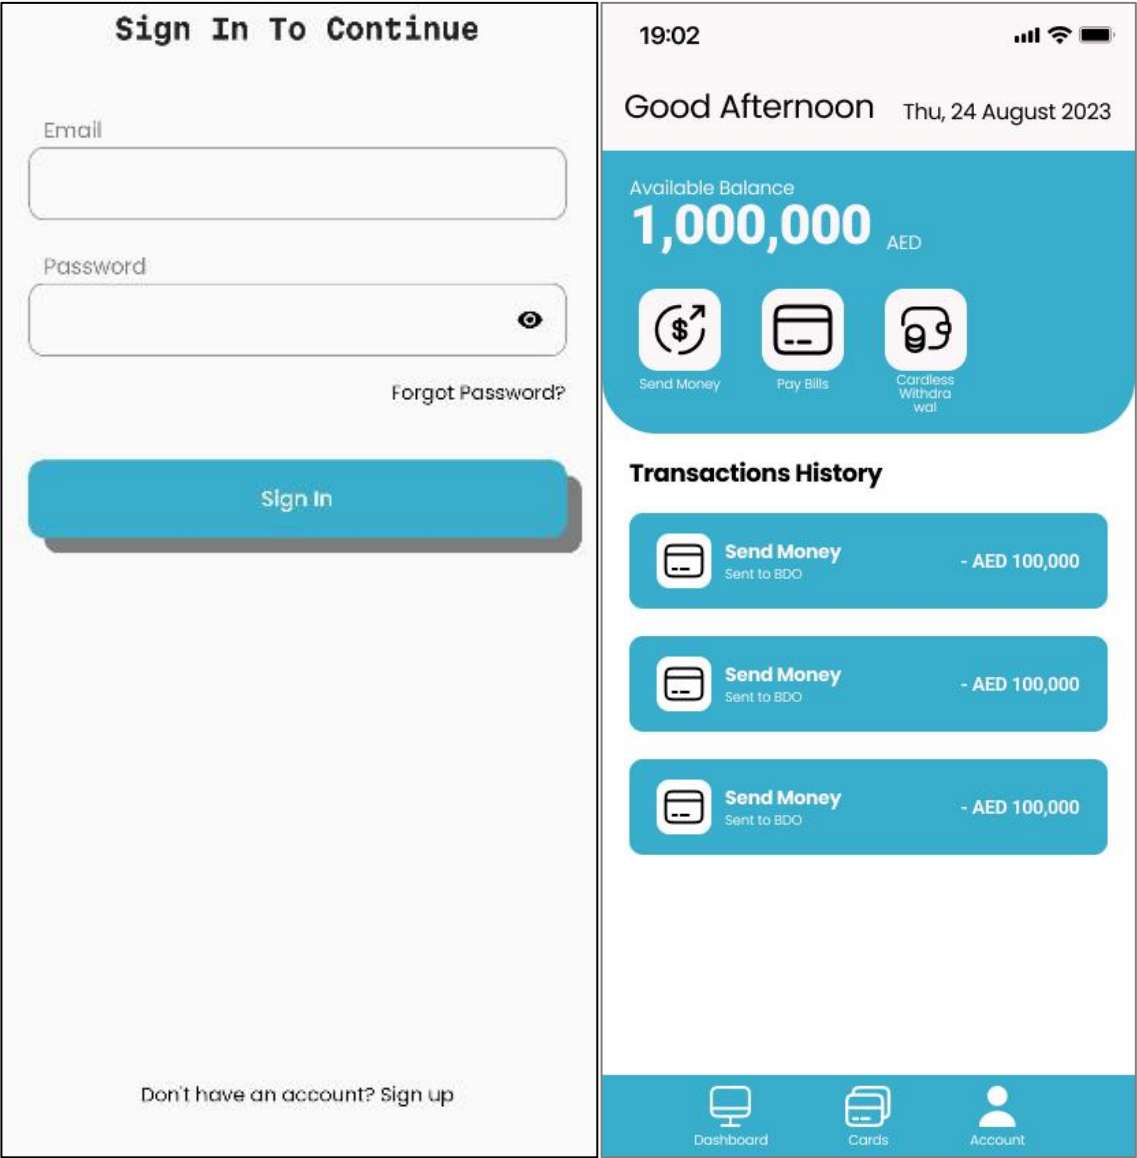 Sign In To Continue
Email
Password
Forgot Password?
Sign In
Don't have an account? Sign up
19:02
Good Afternoon
Thu, 24 August 2023
Available Balance
1,000,000 AED
Send Money
Pay Bills
Cardless
Withdra
wal
Transactions History
Send Money
Sent to BDO
- AED 100,000
Send Money
Sent to BDO
- AED 100,000
Send Money
Sent to BDO
- AED 100,000
Dashboard
Cards
Account